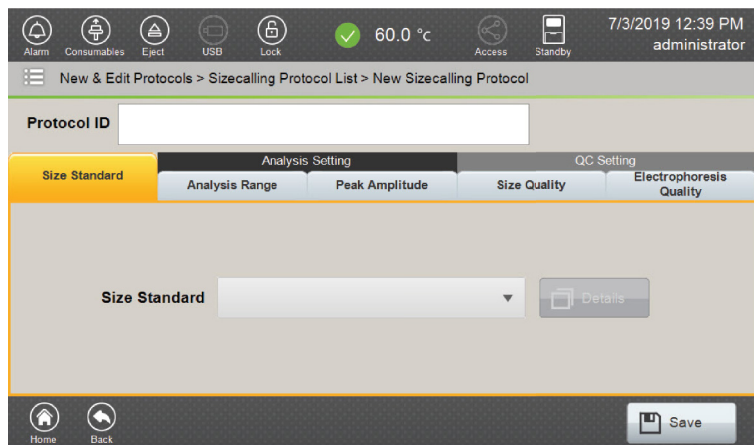 60.0 °c
7/3/2019 12:39 PM
administrator
Alarm Consumables Eject USB Lock Access Standby
New & Edit Protocols > Sizecalling Protocol List > New Sizecalling Protocol
Protocol ID
Analysis Setting QC Setting
Size Standard Analysis Range Peak Amplitude Size Quality Electrophoresis Quality
Size Standard Details
Home Back Save